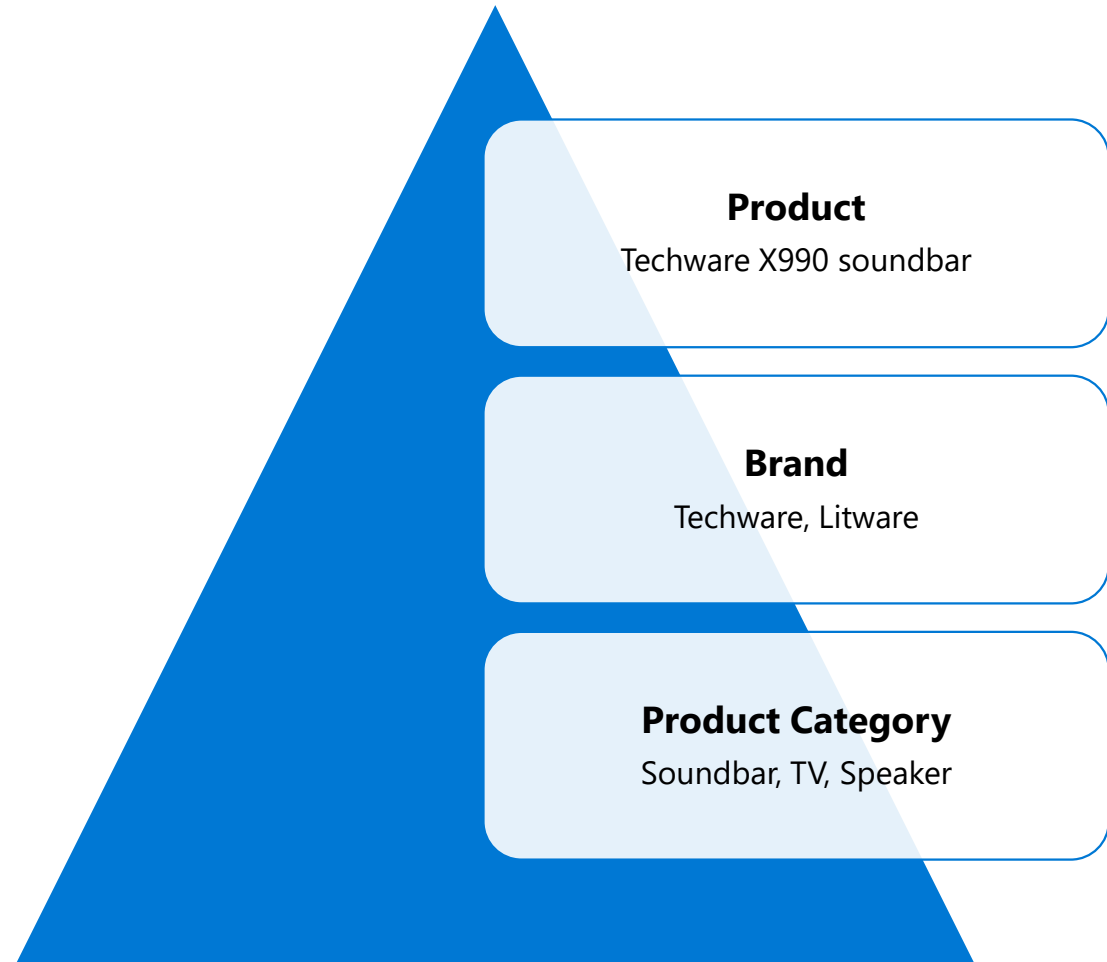 Product
Techware X990 soundbar
Brand
Techware, Litware
Product Category
Soundbar, TV, Speaker